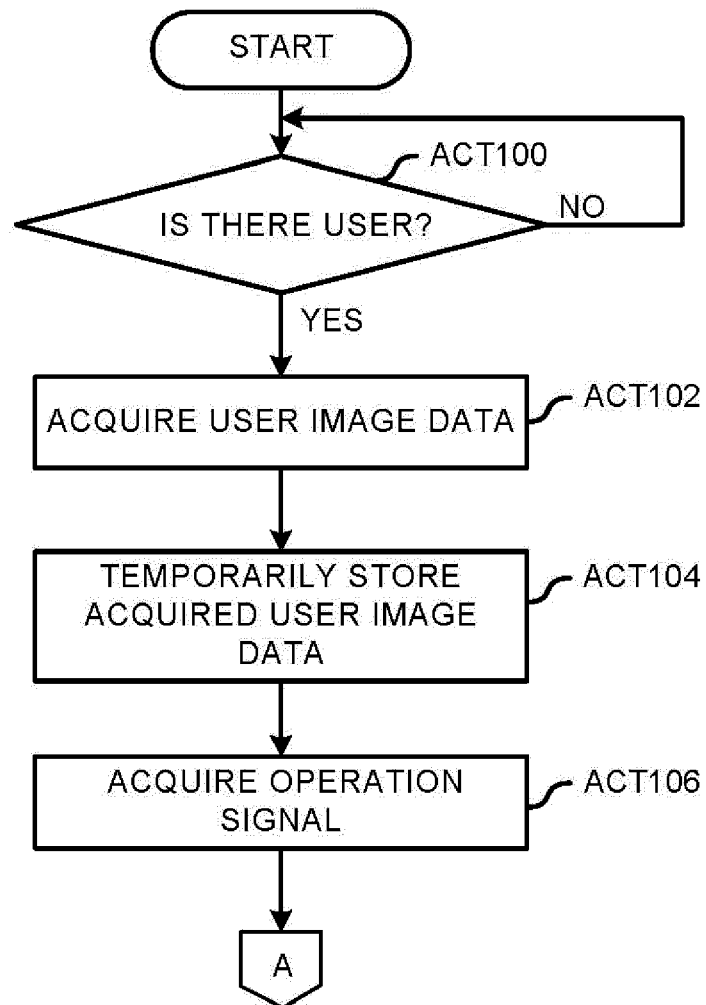 START
ACT100
IS THERE USER?
NO
YES
ACQUIRE USER IMAGE DATA
ACT102
TEMPORARILY STORE
ACQUIRED USER IMAGE
DATA
ACT104
ACQUIRE OPERATION
SIGNAL
ACT106
A